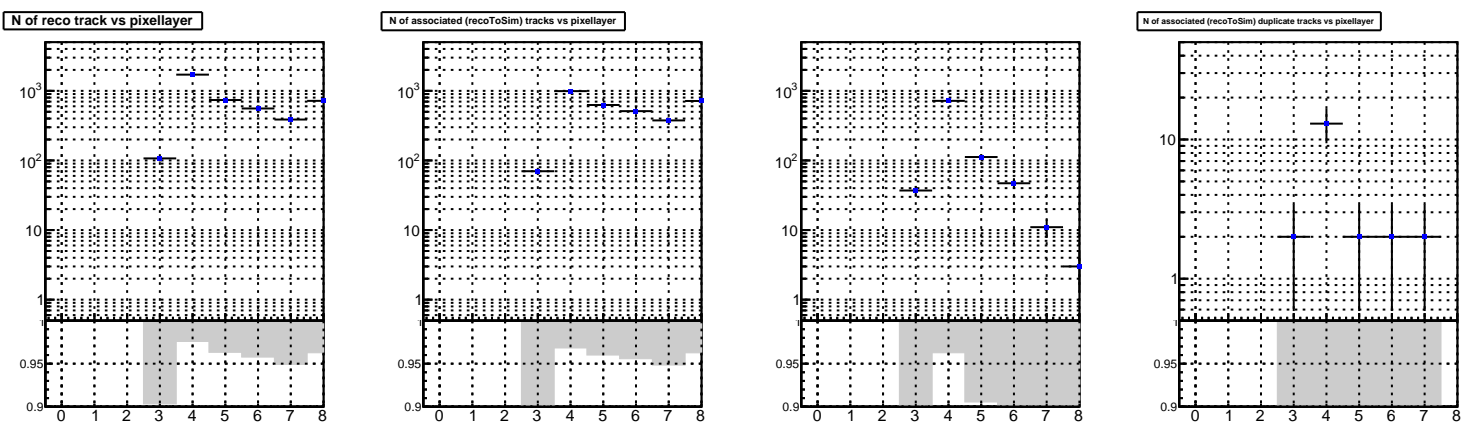 N of reco track vs pixellayer
N of associated (recoToSim) tracks vs pixellayer
N of associated (recoToSim) duplicate tracks vs pixellayer
10³ 10³ 10³
10² 10² 10² 10
10 10 10
1 1 1 1
0.95 0.95 0.95 0.95
0.9 0.9 0.9 0.9
0 1 2 3 4 5 6 7 8 0 1 2 3 4 5 6 7 8 0 1 2 3 4 5 6 7 8 0 1 2 3 4 5 6 7 8